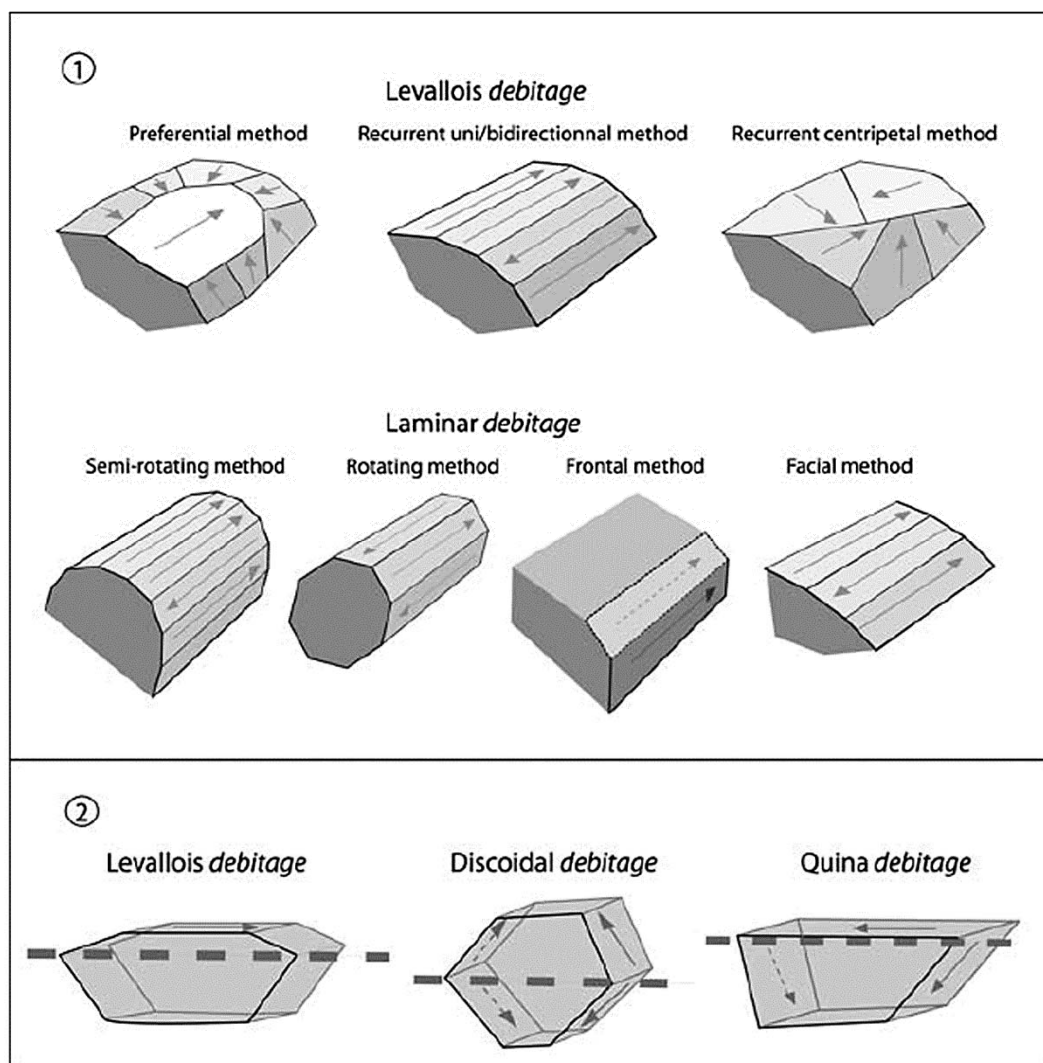 ①
Levallois debitage
Preferential method
Recurrent uni/bidirectionnal method
Recurrent centripetal method
Laminar debitage
Semi-rotating method
Rotating method
Frontal method
Facial method
②
Levallois debitage
Discoidal debitage
Quina debitage